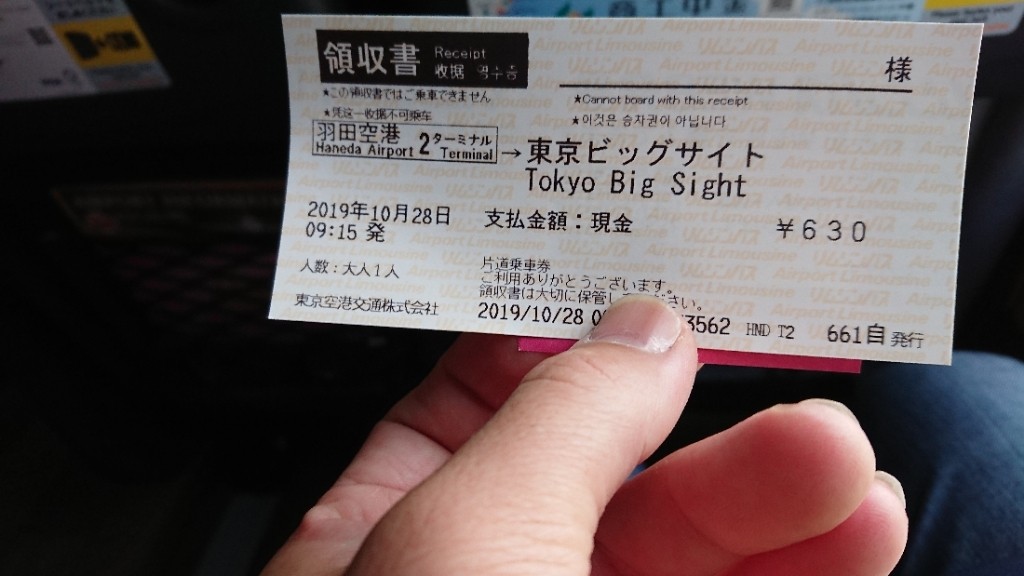 領収書 Receipt
收据 영수증
様
★この領収書ではご乗車できません
★Cannot board with this receipt
★凭这一收据不可乘车
★이것은 승차권이 아닙니다
羽田空港 2 ターミナル
Haneda Airport Terminal
→東京ビッグサイト
Tokyo Big Sight
2019年10月28日
09:15 発
支払金額:現金
¥630
人数:大人1人
片道乗車券
ご利用ありがとうございます。
領収書は大切に保管し さい。
東京空港交通株式会社
2019/10/28 3562 HND T2 661自発行